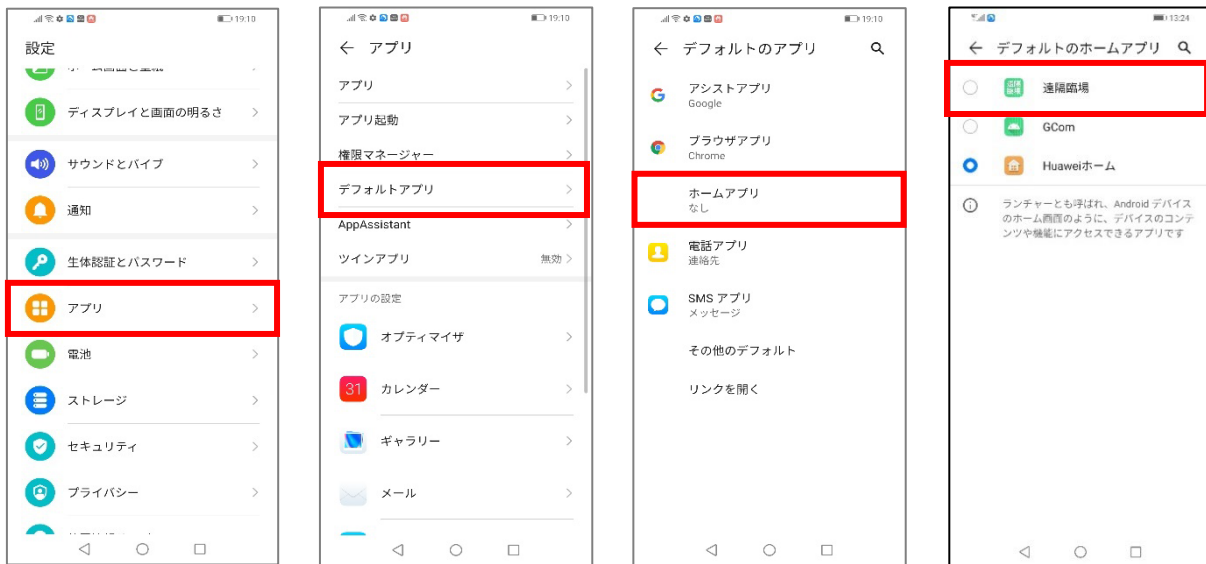 19:10
設定
ディスプレイと画面の明るさ
サウンドとバイブ
通知
生体認証とパスワード
アプリ
電池
ストレージ
セキュリティ
プライバシー
19:10
アプリ
アプリ
アプリ起動
権限マネージャー
デフォルトアプリ
AppAssistant
ツインアプリ 無効
アプリの設定
オプティマイザ
31 カレンダー
ギャラリー
メール
19:10
デフォルトのアプリ
アシストアプリ
Google
ブラウザアプリ
Chrome
ホームアプリ
なし
電話アプリ
連絡先
SMS アプリ
メッセージ
その他のデフォルト
リンクを開く
13:24
デフォルトのホームアプリ
遠隔臨場
遠隔臨場
GCom
Huaweiホーム
ランチャーとも呼ばれ、Android デバイス
のホーム画面のように、デバイスのコンテ
ンツや機能にアクセスできるアプリです